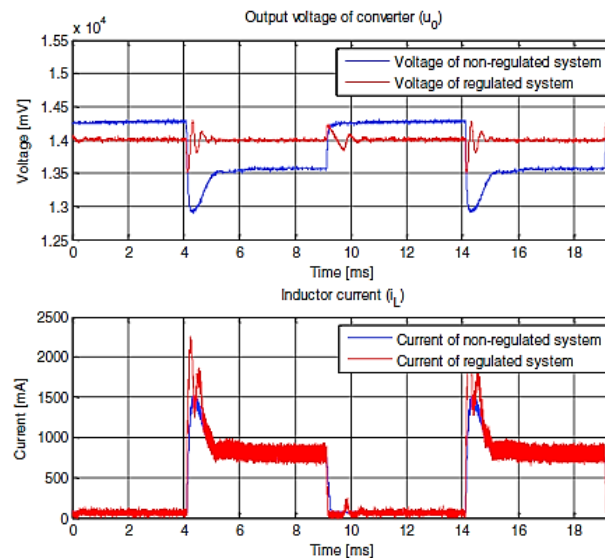 Output voltage of converter (u0)
x 10^4
1.55
1.5
1.45
1.4
1.35
1.3
1.25
Voltage [mV]
Voltage of non-regulated system
Voltage of regulated system
0 2 4 6 8 10 12 14 16 18
Time [ms]
Inductor current (iL)
2500
2000
1500
1000
500
0
Current [mA]
Current of non-regulated system
Current of regulated system
0 2 4 6 8 10 12 14 16 18
Time [ms]